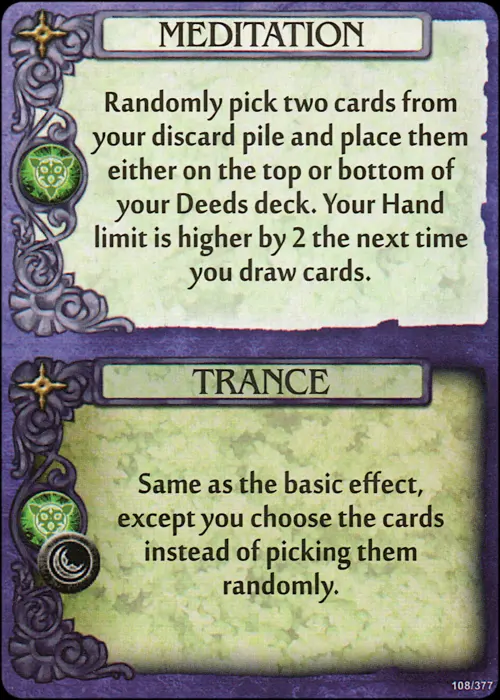 MEDITATION
Randomly pick two cards from
your discard pile and place them
either on the top or bottom of
your Deeds deck. Your Hand
limit is higher by 2 the next time
you draw cards.
TRANCE
Same as the basic effect,
except you choose the cards
instead of picking them
randomly.
108/377